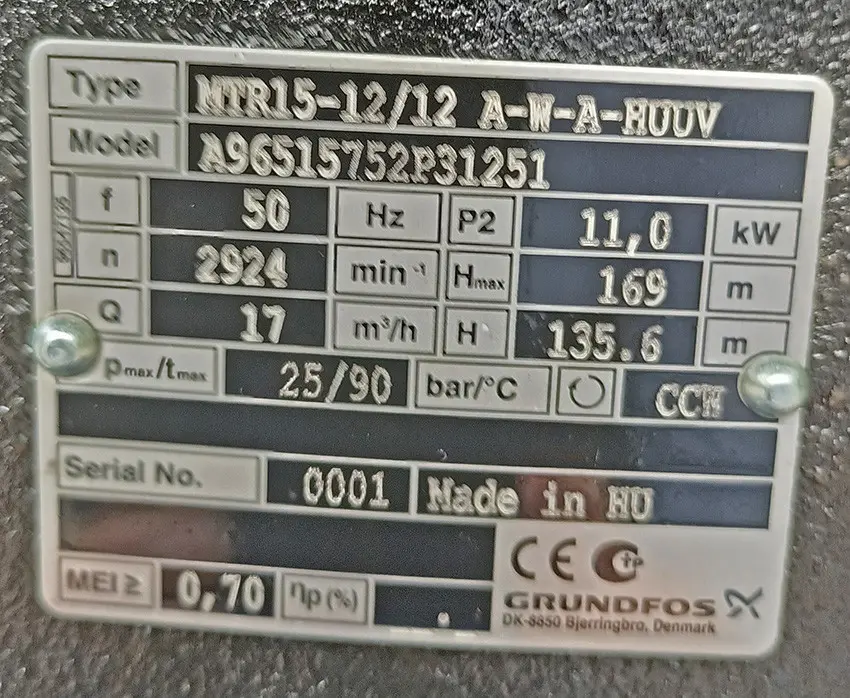 Type MTR15-12/12 A-W-A-HUUV
Model A96515752P31251
f 50 Hz P2 11,0 kW
n 2924 min⁻¹ Hmax 169 m
Q 17 m³/h H 135.6 m
pmax/tmax 25/90 bar/°C CCW
Serial No. 0001 Made in HU
CE
MEI ≥ 0,70 ηp(%)
GRUNDFOS
DK-8850 Bjerringbro, Denmark